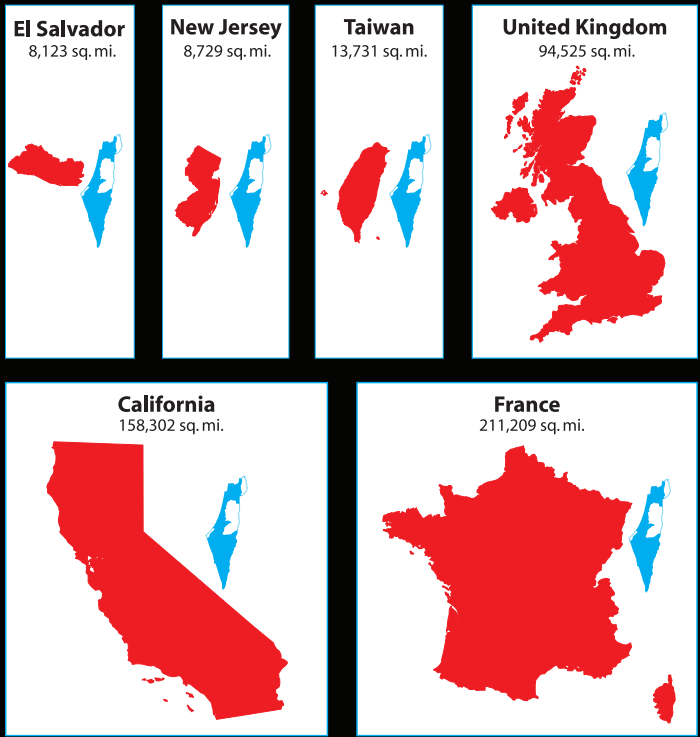 El Salvador
8,123 sq. mi.
New Jersey
8,729 sq. mi.
Taiwan
13,731 sq. mi.
United Kingdom
94,525 sq. mi.
California
158,302 sq. mi.
France
211,209 sq. mi.